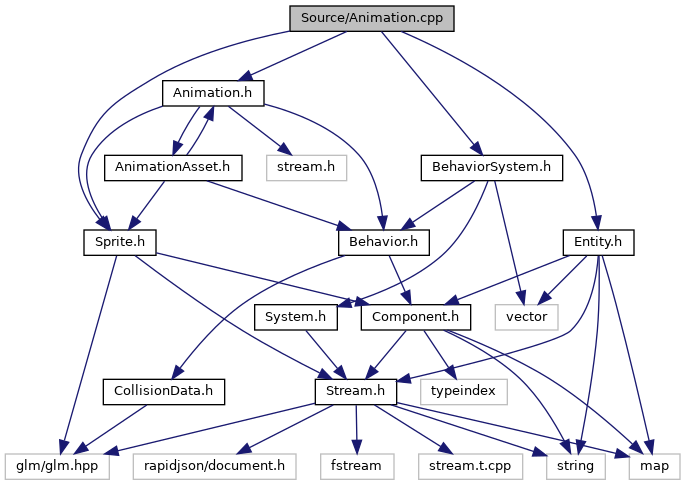 Source/Animation.cpp
Animation.h
AnimationAsset.h
stream.h
BehaviorSystem.h
Sprite.h
Behavior.h
Entity.h
System.h
Component.h
vector
CollisionData.h
Stream.h
typeindex
glm/glm.hpp
rapidjson/document.h
fstream
stream.t.cpp
string
map